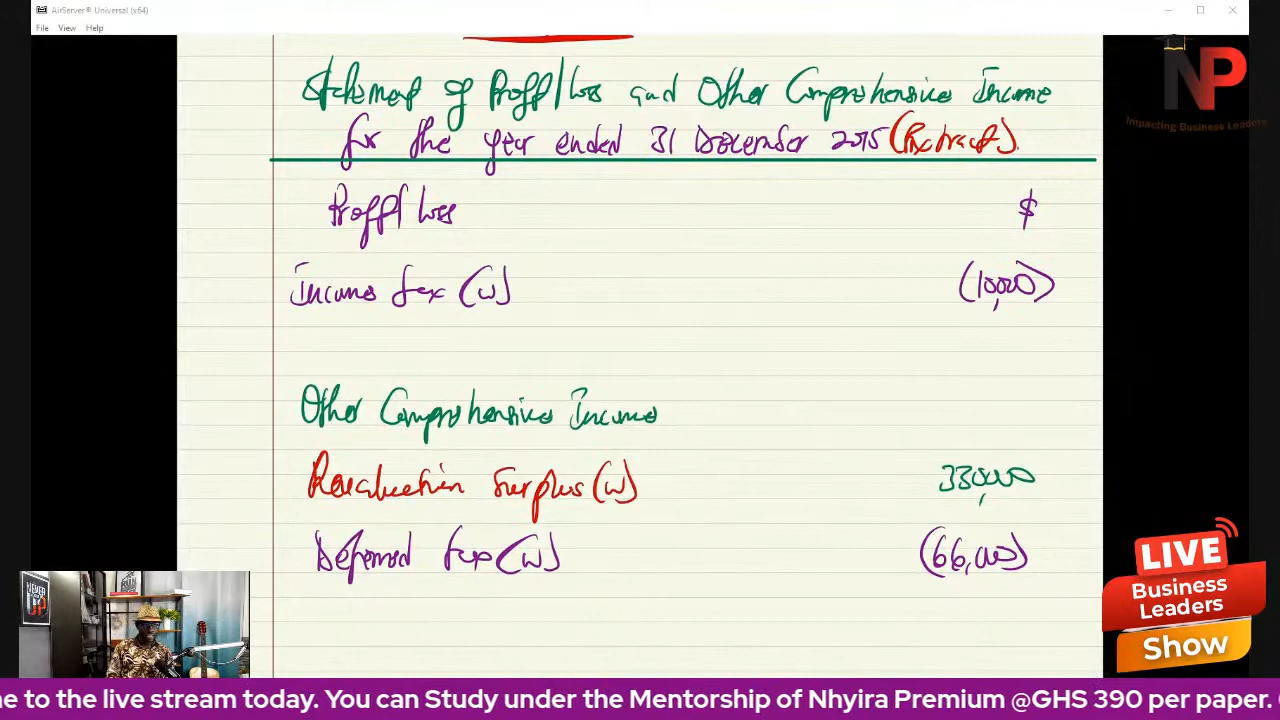 AirServer® Universal (x64)
File View Help
Statement of Profit/Loss and Other Comprehensive Income
for the year ended 31 December 2015 (Extract).
Profit/Loss $
Income tax (W) (10,000)
Other Comprehensive Income
Revaluation Surplus (W) 330,000
Deferred tax (W) (66,000)
NP
Impacting Business Leaders
LIVE
Business
Leaders
Show
ne to the live stream today. You can Study under the Mentorship of Nhyira Premium @GHS 390 per paper.